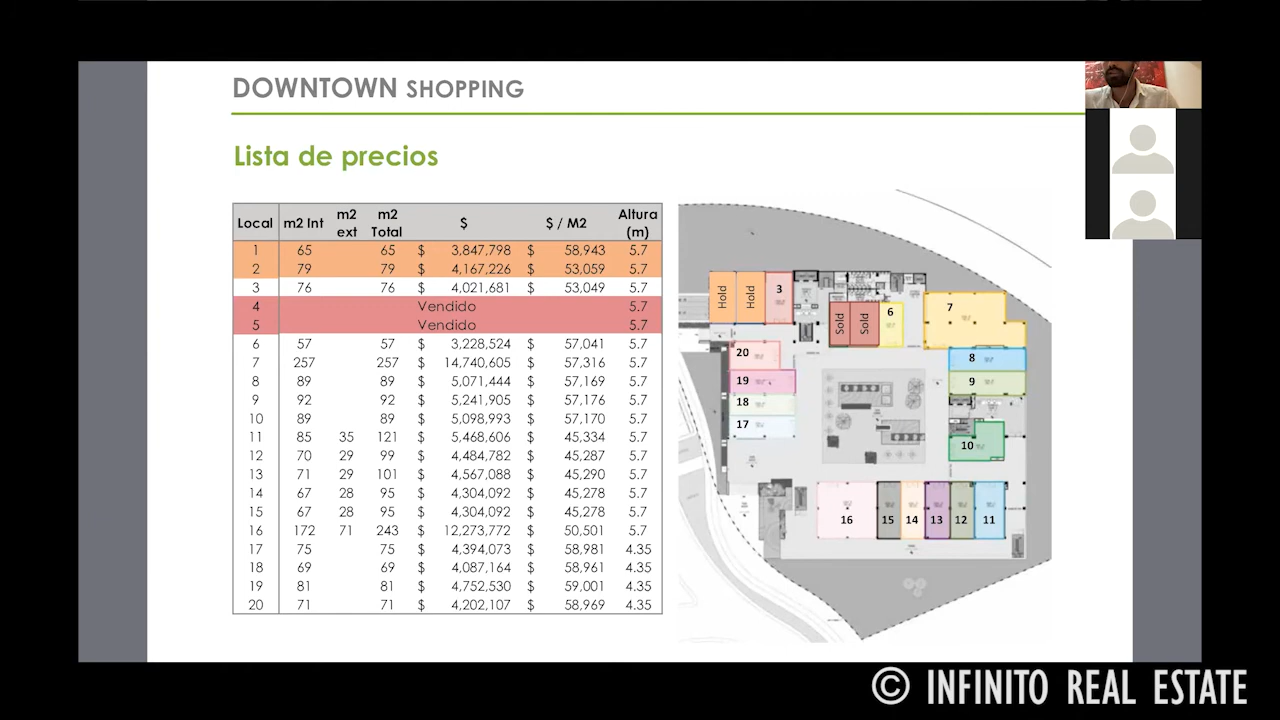 DOWNTOWN SHOPPING
Lista de precios
Local m2 Int m2 ext m2 Total $ $ / M2 Altura (m)
1 65 65 $ 3,847,798 $ 58,943 5.7
2 79 79 $ 4,167,226 $ 53,059 5.7
3 76 76 $ 4,021,681 $ 53,049 5.7
4 Vendido 5.7
5 Vendido 5.7
6 57 57 $ 3,228,524 $ 57,041 5.7
7 257 257 $ 14,740,605 $ 57,316 5.7
8 89 89 $ 5,071,444 $ 57,169 5.7
9 92 92 $ 5,241,905 $ 57,176 5.7
10 89 89 $ 5,098,993 $ 57,170 5.7
11 85 35 121 $ 5,468,606 $ 45,334 5.7
12 70 29 99 $ 4,484,782 $ 45,287 5.7
13 71 29 101 $ 4,567,088 $ 45,290 5.7
14 67 28 95 $ 4,304,092 $ 45,278 5.7
15 67 28 95 $ 4,304,092 $ 45,278 5.7
16 172 71 243 $ 12,273,772 $ 50,501 5.7
17 75 75 $ 4,394,073 $ 58,981 4.35
18 69 69 $ 4,087,164 $ 58,961 4.35
19 81 81 $ 4,752,530 $ 59,001 4.35
20 71 71 $ 4,202,107 $ 58,969 4.35
Hold Hold 3
Sold Sold 6
7
20
8
19
9
18
17
10
16 15 14 13 12 11
© INFINITO REAL ESTATE